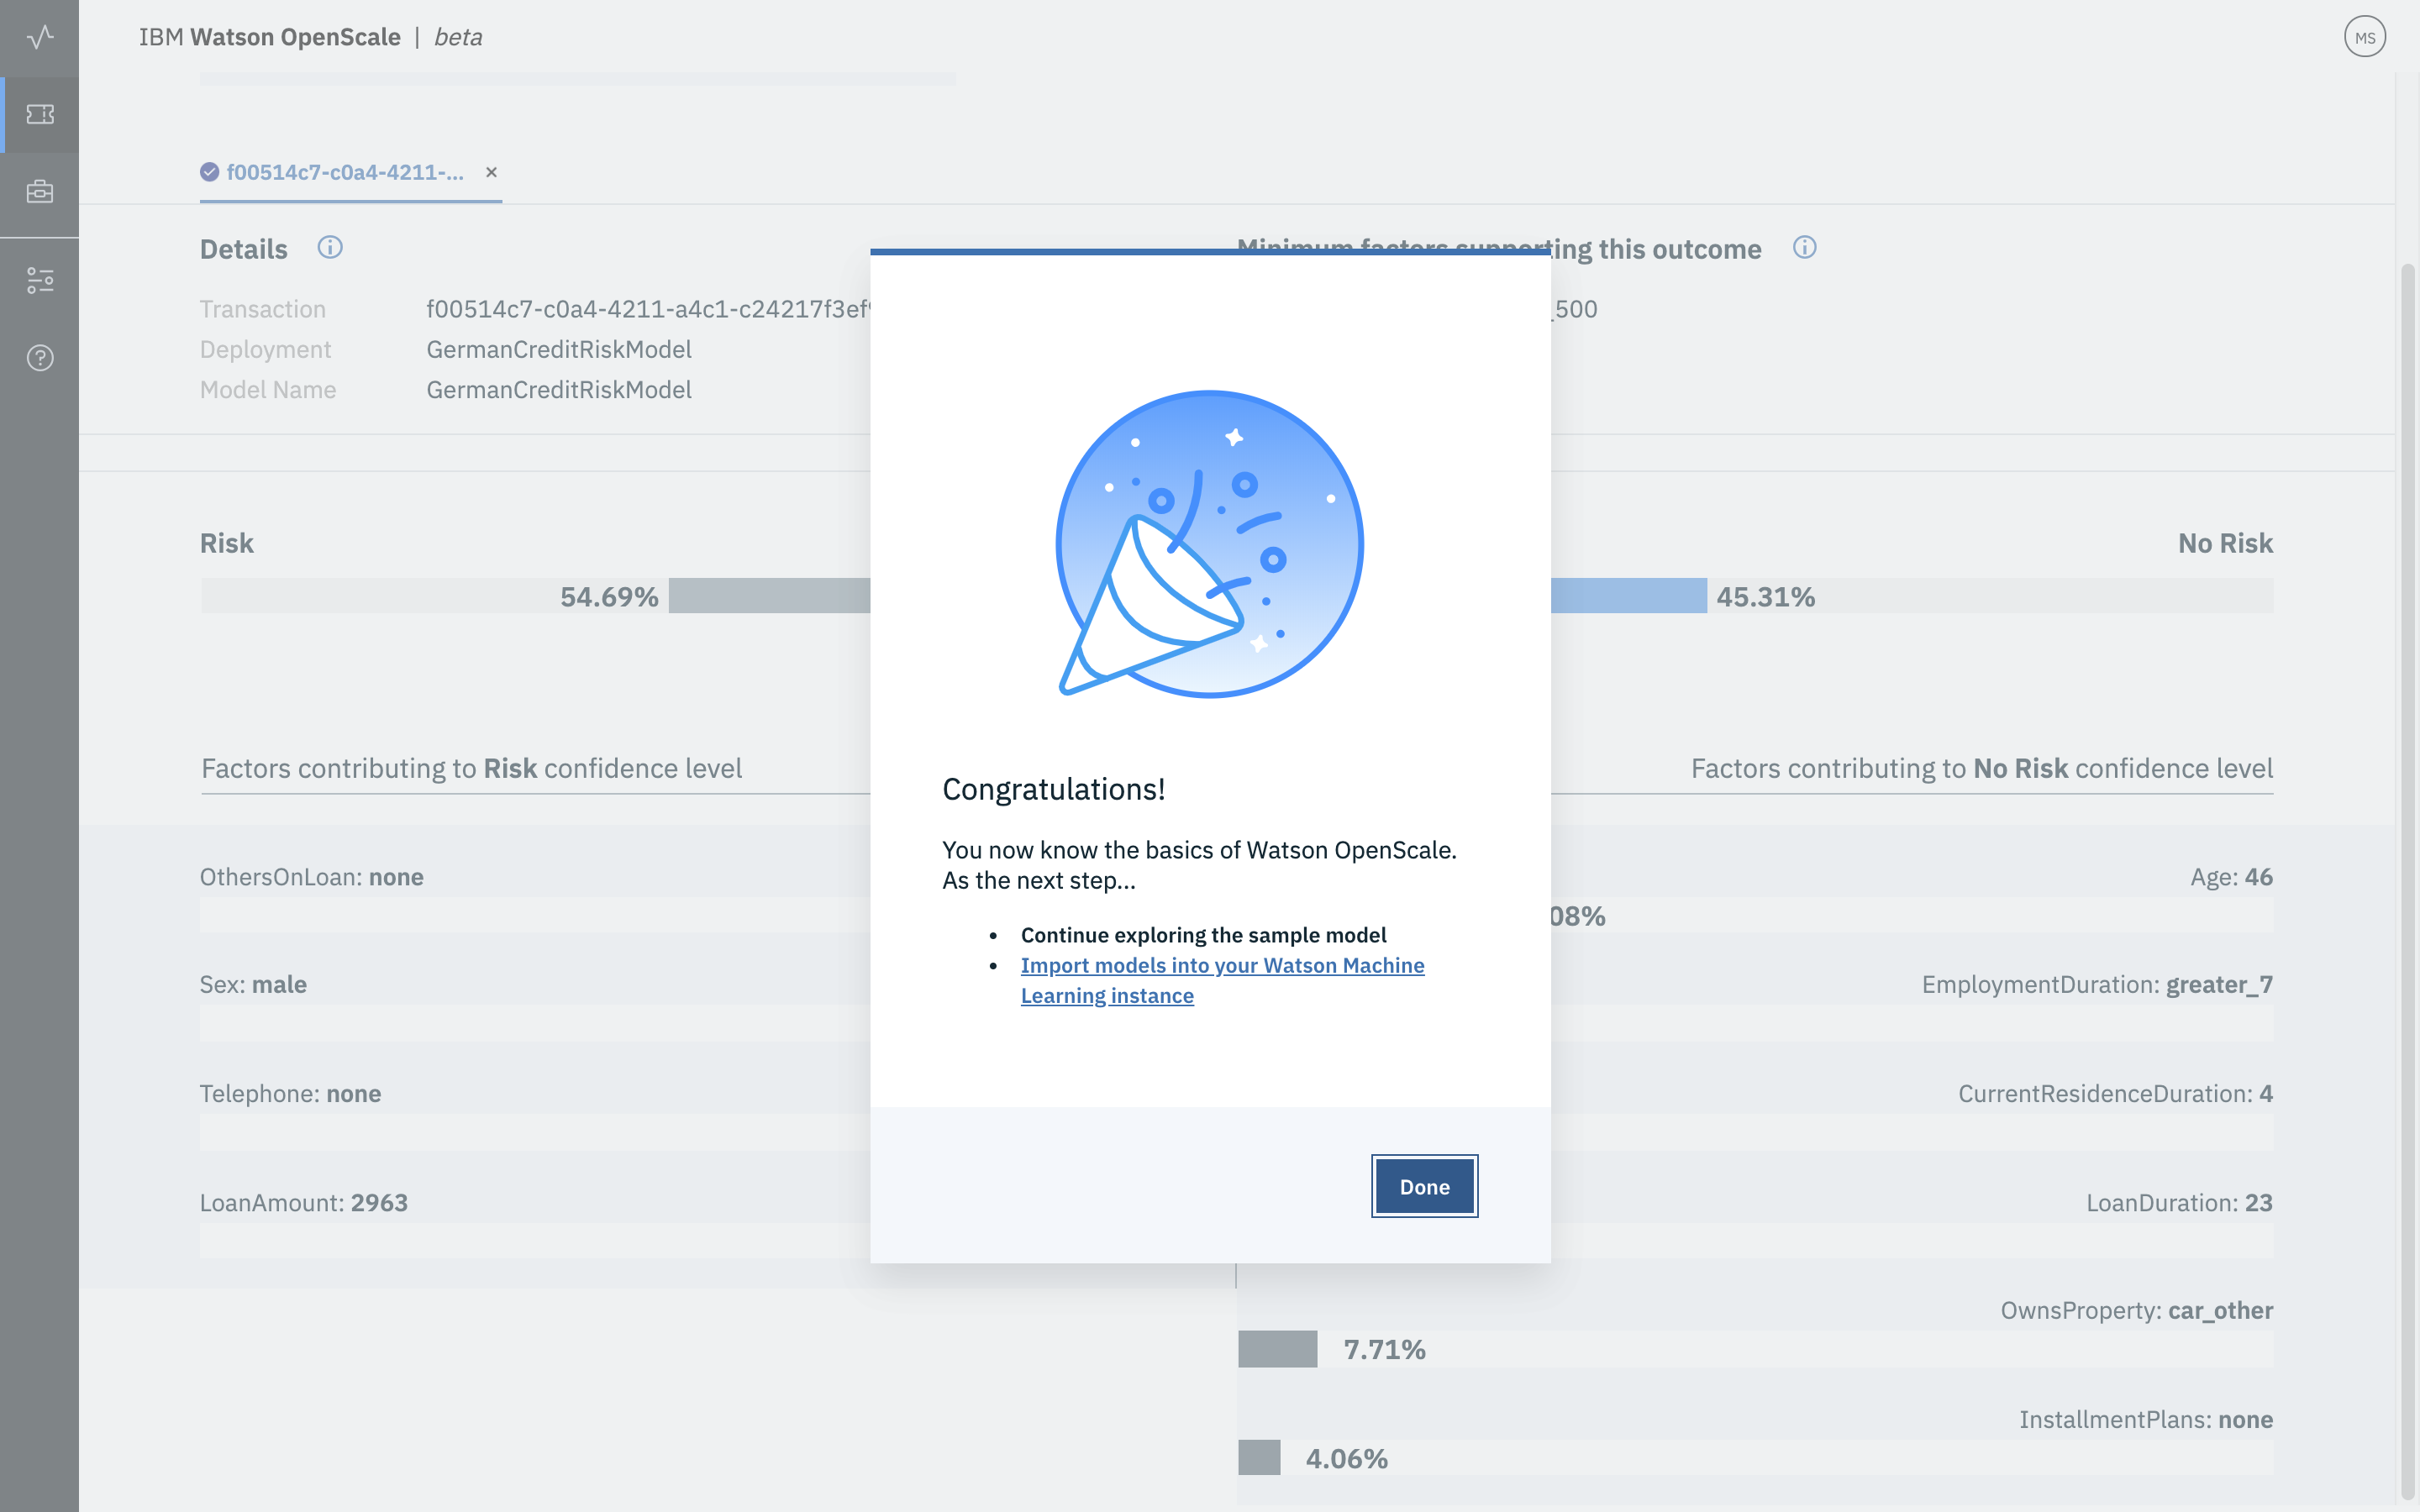 IBM Watson OpenScale | beta
MS
f00514c7-c0a4-4211-...
Details
Minimum factors supporting this outcome
Transaction f00514c7-c0a4-4211-a4c1-c24217f3ef
_500
Deployment GermanCreditRiskModel
Model Name GermanCreditRiskModel
Risk
No Risk
54.69%
45.31%
Factors contributing to Risk confidence level
Factors contributing to No Risk confidence level
OthersOnLoan: none
Age: 46
08%
Sex: male
EmploymentDuration: greater_7
Telephone: none
CurrentResidenceDuration: 4
LoanAmount: 2963
LoanDuration: 23
OwnsProperty: car_other
7.71%
InstallmentPlans: none
4.06%
Congratulations!
You now know the basics of Watson OpenScale.
As the next step...
• Continue exploring the sample model
• Import models into your Watson Machine
Learning instance
Done